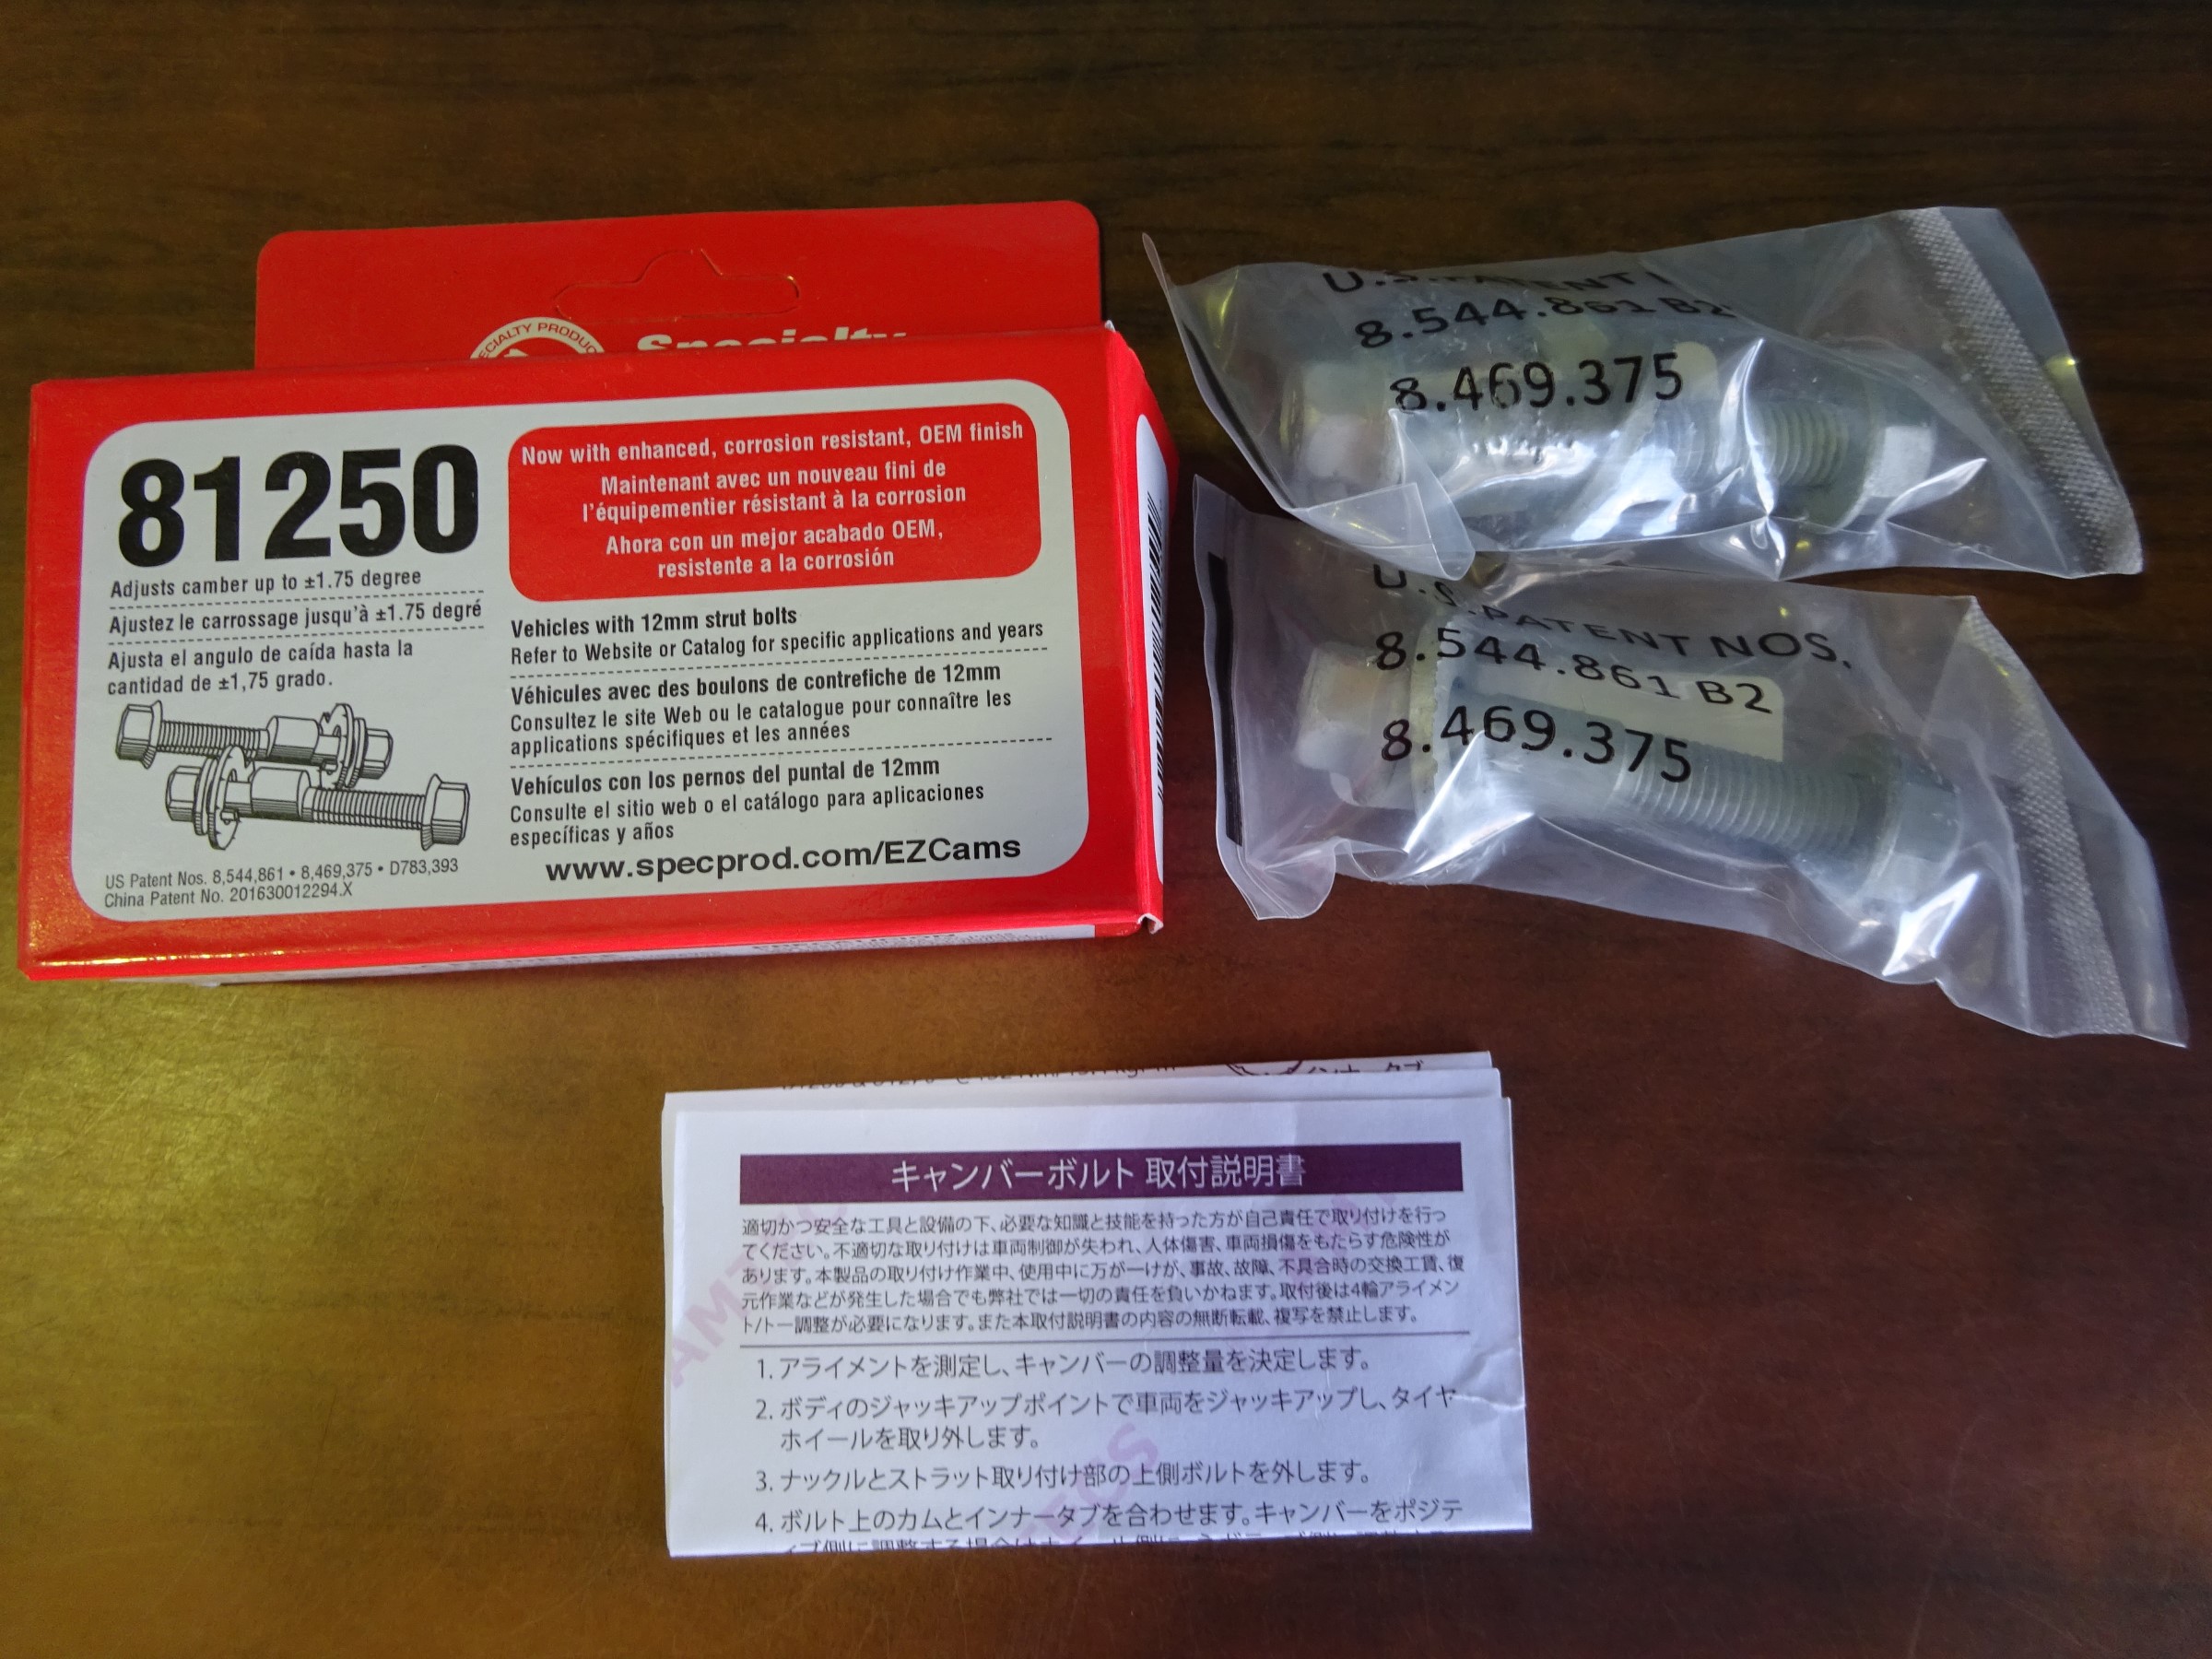 81250
Adjusts camber up to ±1.75 degree
Ajustez le carrossage jusqu'à ±1.75 degré
Ajusta el angulo de caída hasta la
cantidad de ±1,75 grado.
US Patent Nos. 8,544,861 • 8,469,375 • D783,393
China Patent No. 201630012294.X
Now with enhanced, corrosion resistant, OEM finish
Maintenant avec un nouveau fini de
l'équipementier résistant à la corrosion
Ahora con un mejor acabado OEM,
resistente a la corrosión
Vehicles with 12mm strut bolts
Refer to Website or Catalog for specific applications and years
Véhicules avec des boulons de contrefiche de 12mm
Consultez le site Web ou le catalogue pour connaître les
applications spécifiques et les années
Vehículos con los pernos del puntal de 12mm
Consulte el sitio web o el catálogo para aplicaciones
específicas y años
www.specprod.com/EZCams
U.S. PATENT
8.544.861 B2
8.469.375
U.S. PATENT NOS.
8.544.861 B2
8.469.375
キャンバーボルト 取付説明書
適切かつ安全な工具と設備の下、必要な知識と技能を持った方が自己責任で取り付けを行っ
てください。不適切な取り付けは車両制御が失われ、人体傷害、車両損傷をもたらす危険性が
あります。本製品の取り付け作業中、使用中に万が一けが、事故、故障、不具合時の交換工賃、復
元作業などが発生した場合でも弊社では一切の責任を負いかねます。取付後は4輪アライメン
ト/トー調整が必要になります。また本取付説明書の内容の無断転載、複写を禁止します。
1. アライメントを測定し、キャンバーの調整量を決定します。
2. ボディのジャッキアップポイントで車両をジャッキアップし、タイヤ
ホイールを取り外します。
3. ナックルとストラット取り付け部の上側ボルトを外します。
4. ボルト上のカムとインナータブを合わせます。キャンバーをポジテ